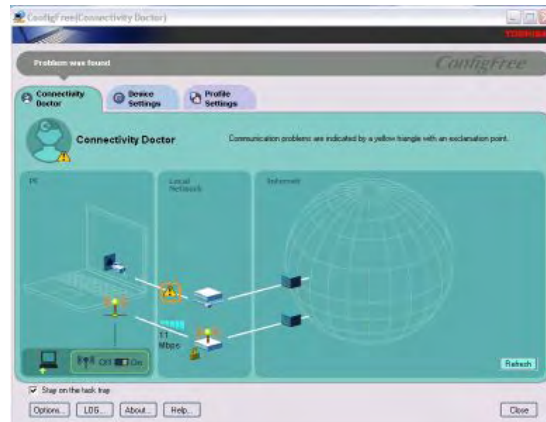 ConfigFree(Connectivity Doctor)
TOSHIBA
Problem was found
ConfigFree
Connectivity
Doctor
Device
Settings
Profile
Settings
Connectivity Doctor
Communication problems are indicated by a yellow triangle with an exclamation point.
PC
Local
Network
Internet
11
Mbps
Off On
Refresh
Stay on the task tray
Options... LOG... About... Help... Close